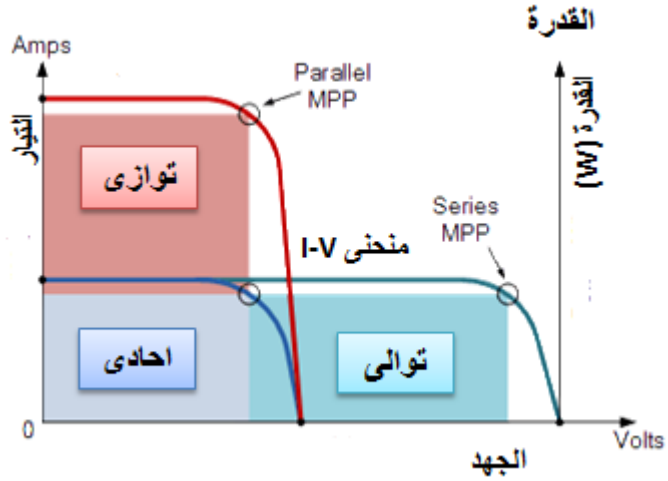 القدرة
Amps
Parallel
MPP
التيار
القدرة (W)
توازى
Series
MPP
منحنى I-V
احادى
توالى
0
Volts
الجهد